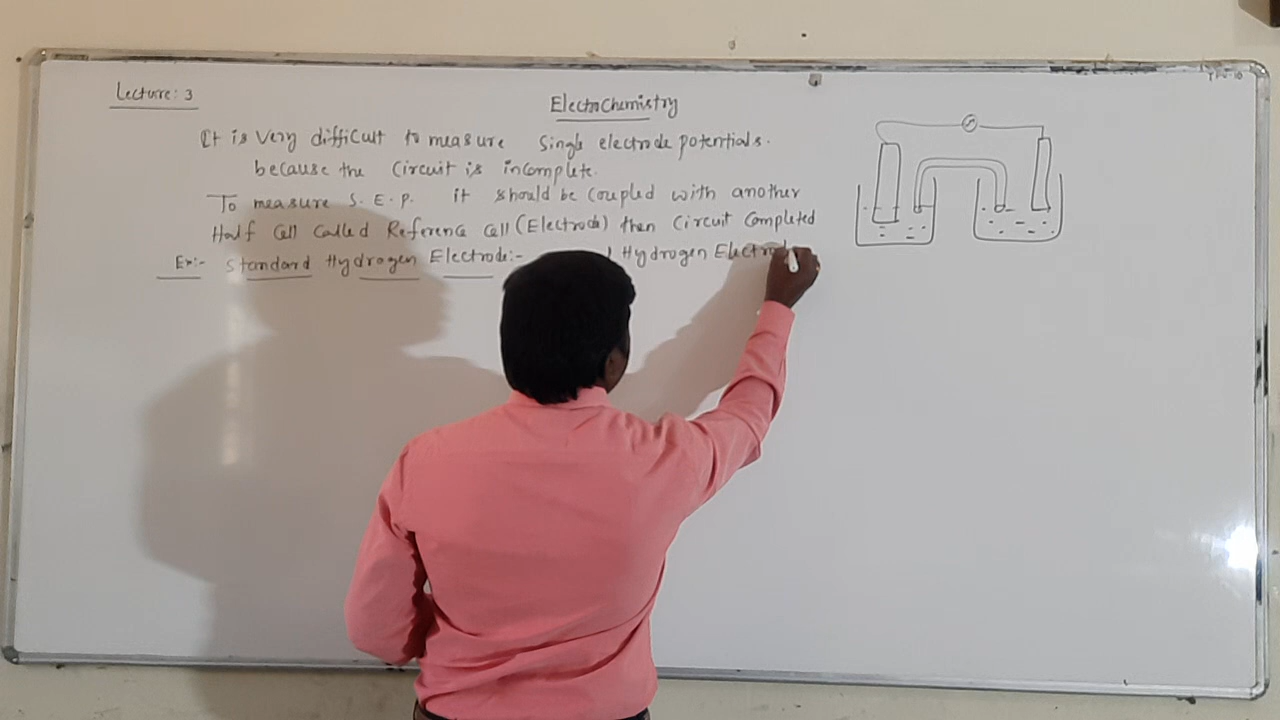 Lecture: 3
ElectroChemistry
It is very difficult to measure Single electrode potentials.
because the Circuit is incomplete.
To measure S.E.P. it should be coupled with another
Half Cell Called Reference Cell (Electrode) then Circuit Completed
Ex:- Standard Hydrogen Electrode:- Hydrogen Electrod